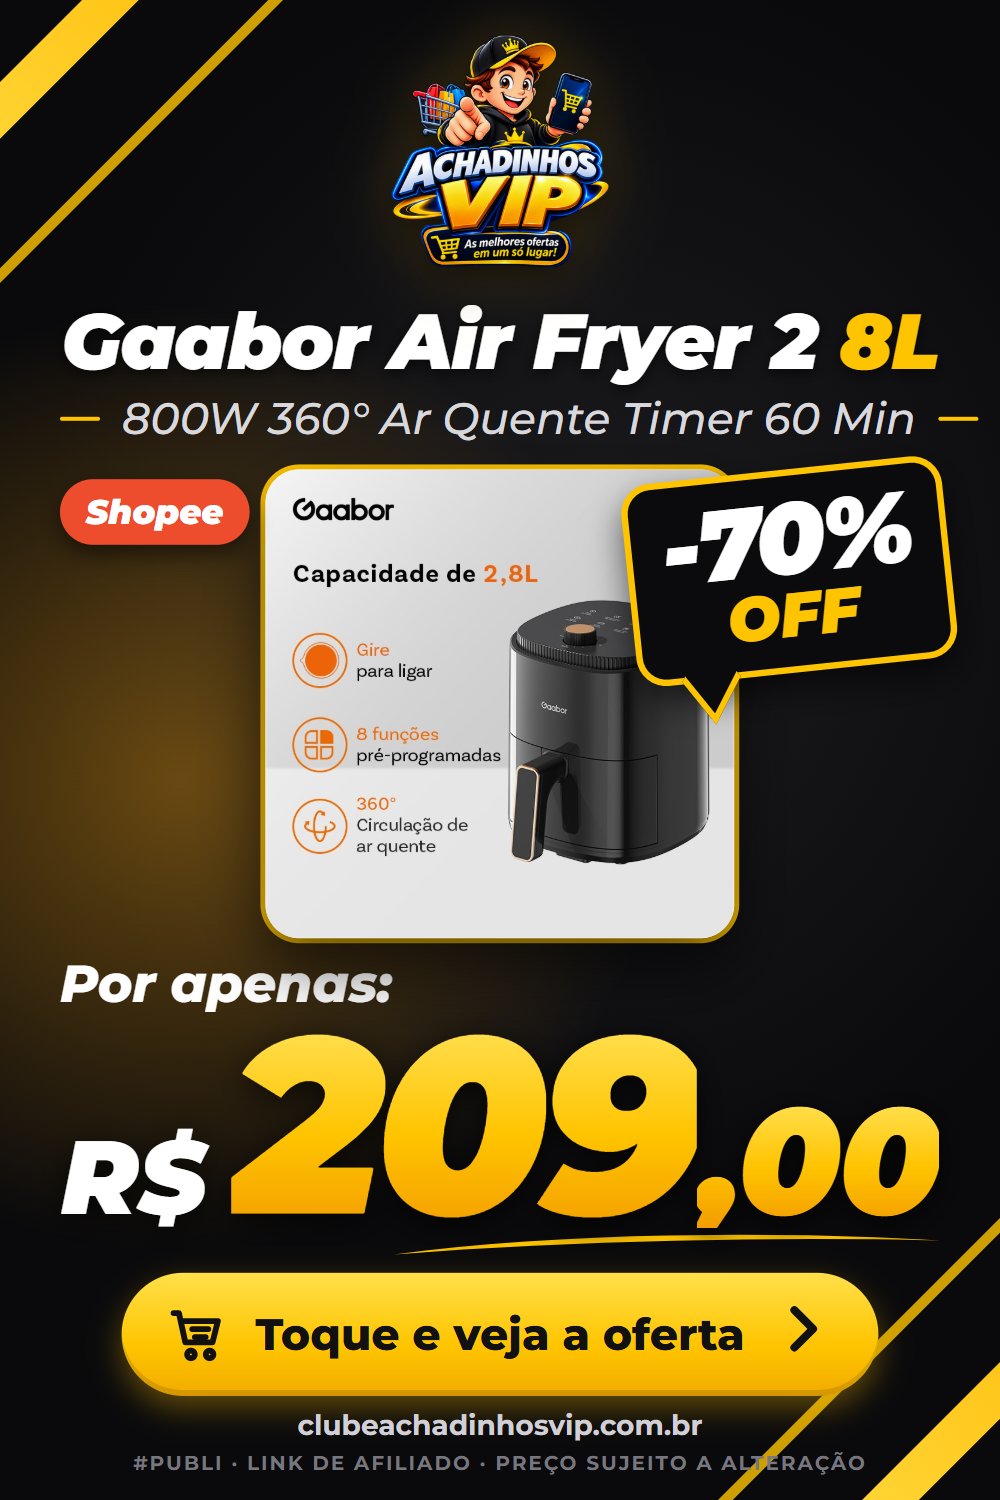 ACHADINHOS
VIP
As melhores ofertas
em um só lugar!
Gaabor Air Fryer 2 8L
800W 360° Ar Quente Timer 60 Min
Shopee
Gaabor
Capacidade de 2,8L
Gire
para ligar
8 funções
pré-programadas
360°
Circulação de
ar quente
Gaabor
-70%
OFF
Por apenas:
R$ 209,00
Toque e veja a oferta
clubeachadinhosvip.com.br
#PUBLI · LINK DE AFILIADO · PREÇO SUJEITO A ALTERAÇÃO